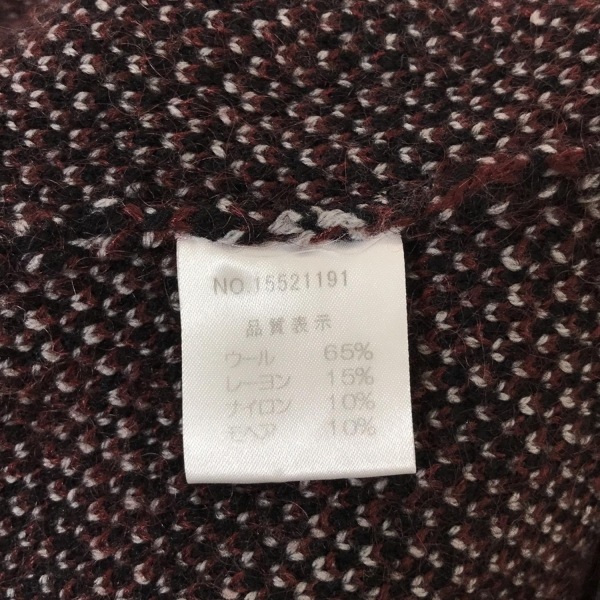 NO.15521191
品質表示
ウール 65%
レーヨン 15%
ナイロン 10%
モヘア 10%